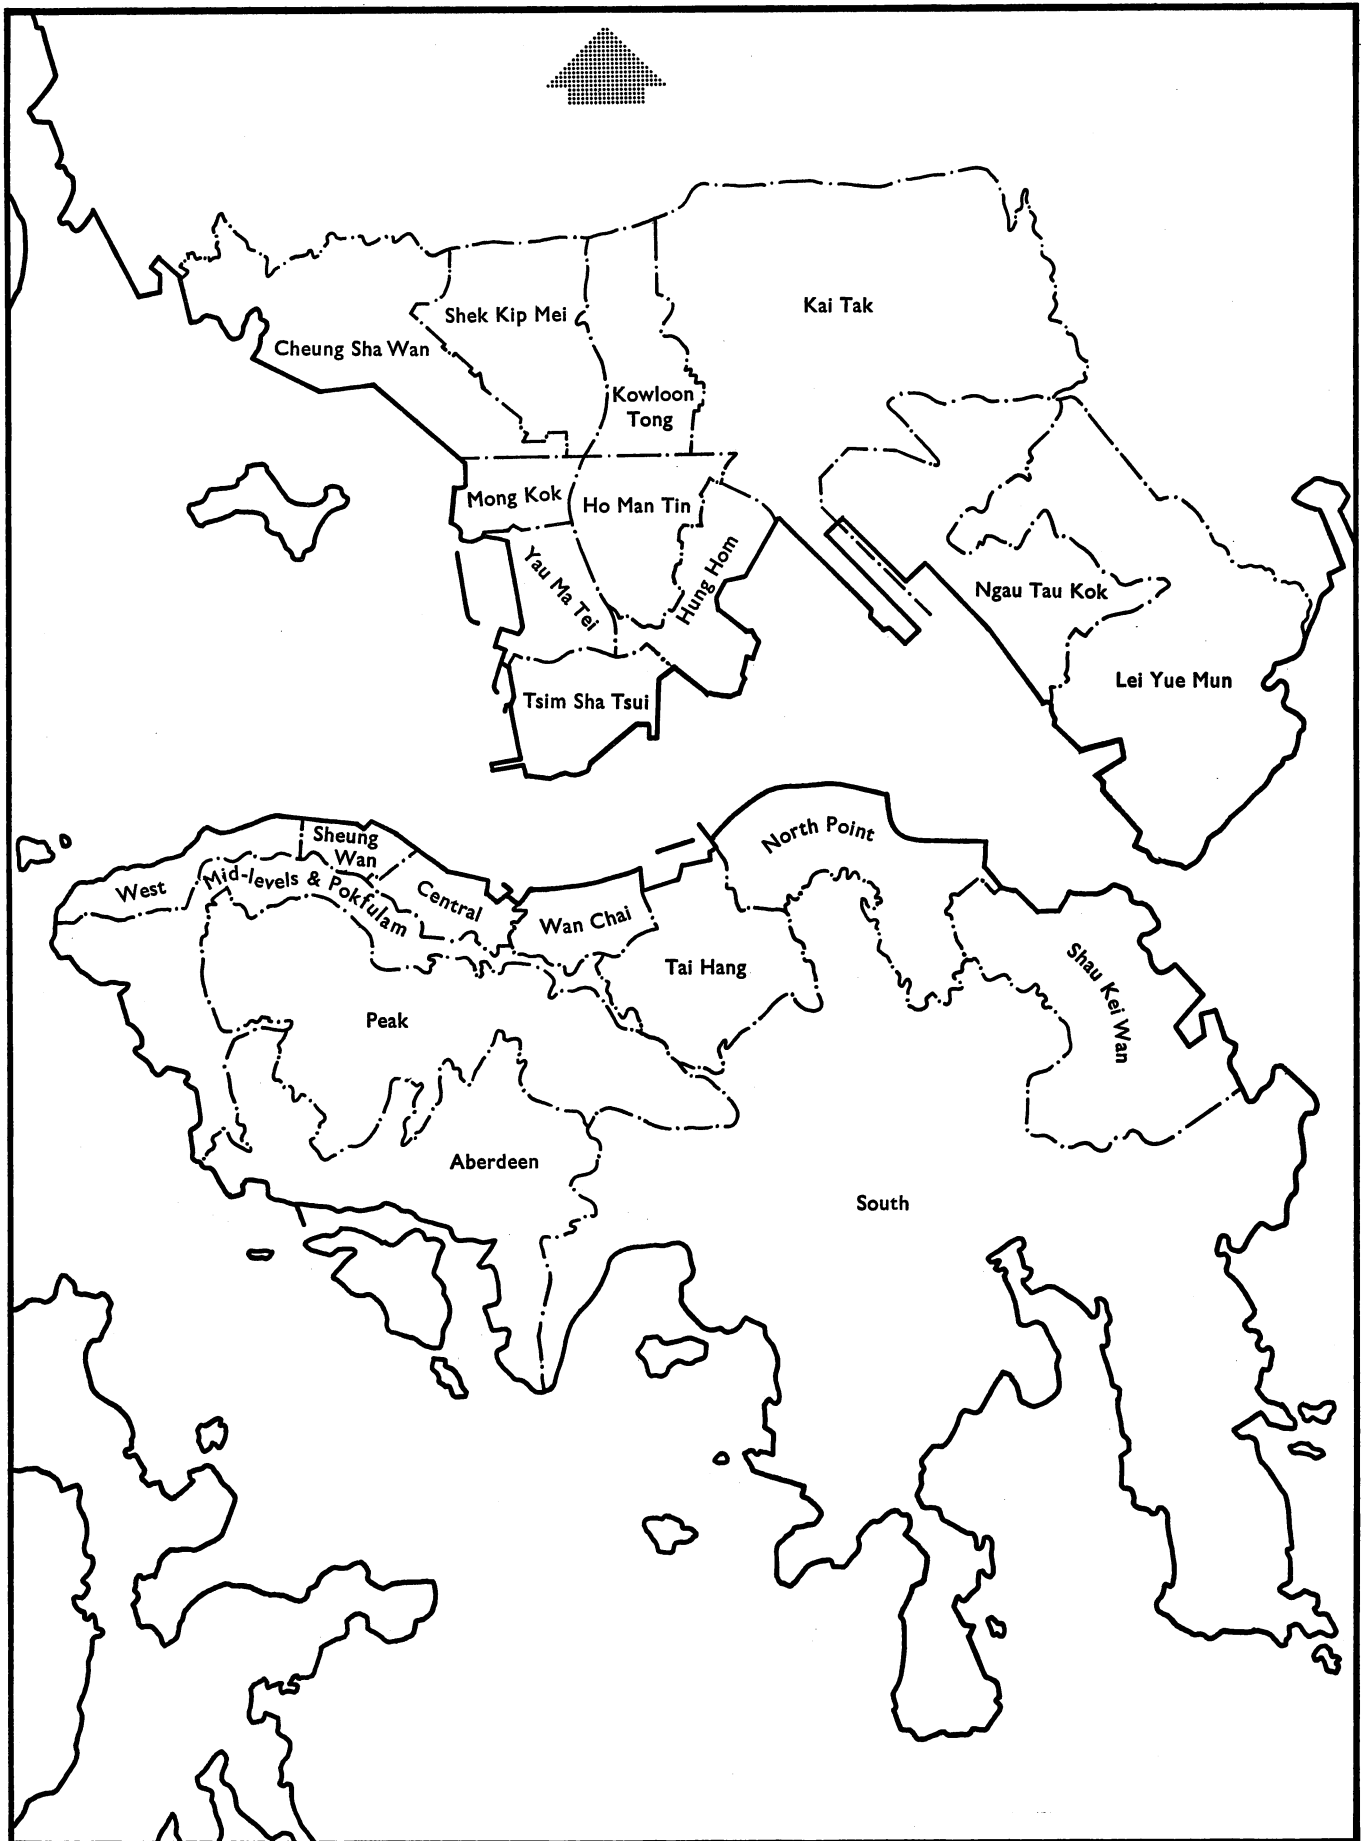 Kai Tak
Shek Kip Mei
Cheung Sha Wan
Kowloon
Tong
Mong Kok
Ho Man Tin
Yau Ma Tei
Hung Hom
Ngau Tau Kok
Lei Yue Mun
Tsim Sha Tsui
North Point
Sheung
Wan
West
Mid-levels & Pokfulam
Central
Wan Chai
Tai Hang
Shau Kei Wan
Peak
Aberdeen
South